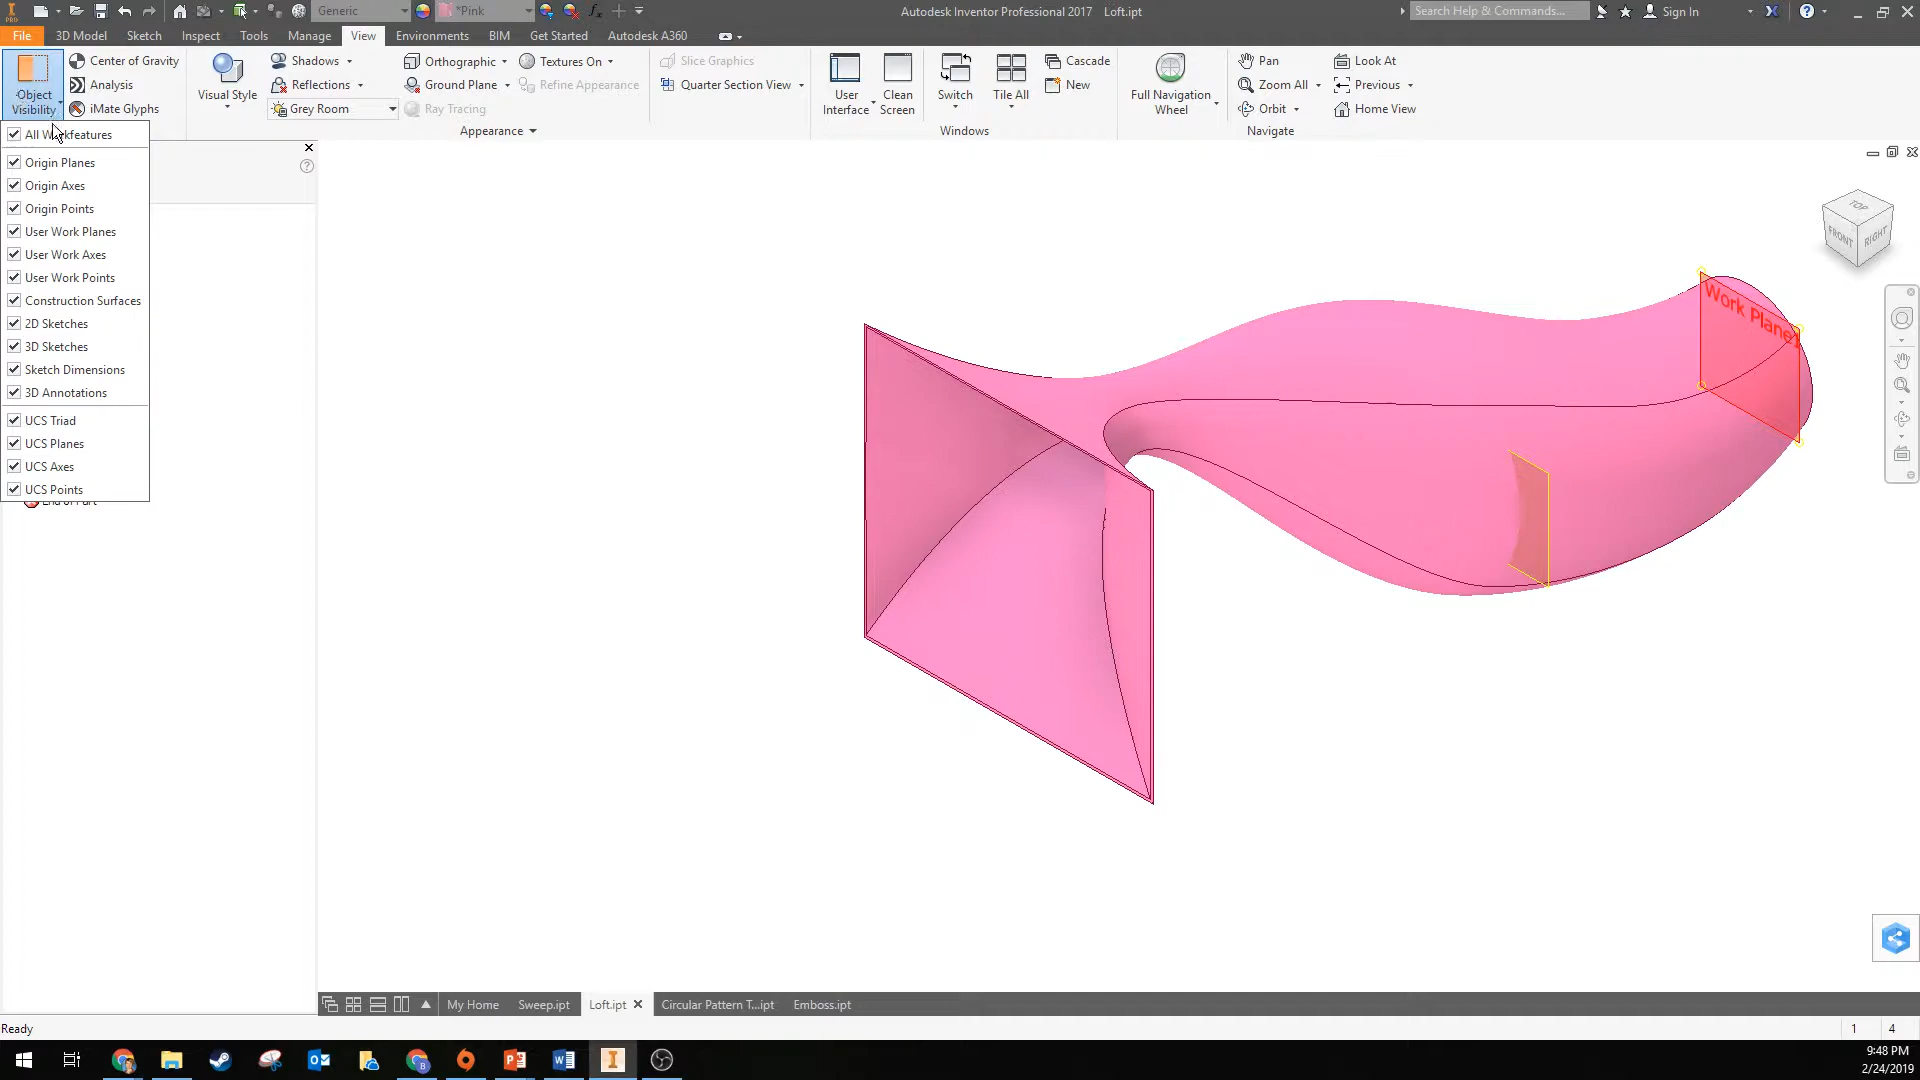 Generic
*Pink
Autodesk Inventor Professional 2017 Loft.ipt
Search Help & Commands...
Sign In
PRO
File
3D Model
Sketch
Inspect
Tools
Manage
View
Environments
BIM
Get Started
Autodesk A360
Object
Visibility
Center of Gravity
Analysis
iMate Glyphs
Visual Style
Shadows
Reflections
Grey Room
Orthographic
Ground Plane
Ray Tracing
Textures On
Refine Appearance
Appearance
Slice Graphics
Quarter Section View
User
Interface
Clean
Screen
Switch
Tile All
Cascade
New
Windows
Full Navigation
Wheel
Pan
Zoom All
Orbit
Look At
Previous
Home View
Navigate
All Workfeatures
Origin Planes
Origin Axes
Origin Points
User Work Planes
User Work Axes
User Work Points
Construction Surfaces
2D Sketches
3D Sketches
Sketch Dimensions
3D Annotations
UCS Triad
UCS Planes
UCS Axes
UCS Points
End of Part
TOP
FRONT
RIGHT
Work Plane1
My Home
Sweep.ipt
Loft.ipt
Circular Pattern T...ipt
Emboss.ipt
Ready
1
4
9:48 PM
2/24/2019